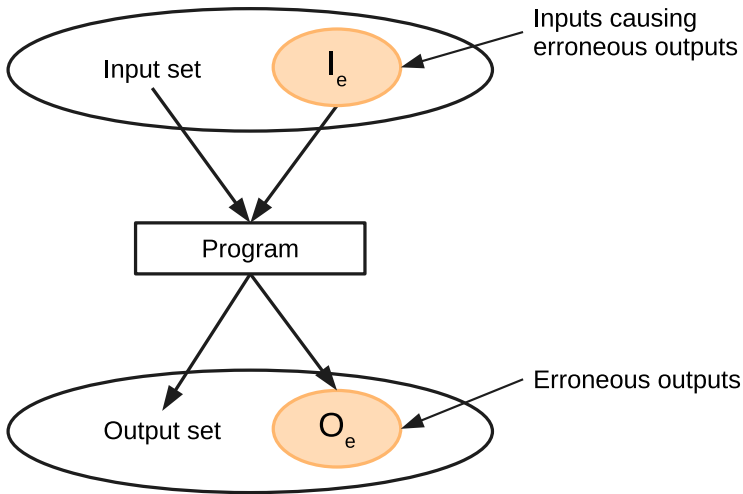 Inputs causing
erroneous outputs
Input set
Ie
Program
Erroneous outputs
Output set
Oe